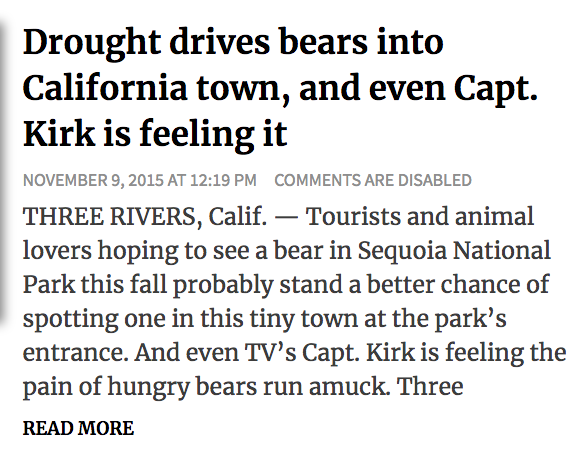 Drought drives bears into
California town, and even Capt.
Kirk is feeling it
NOVEMBER 9, 2015 AT 12:19 PM COMMENTS ARE DISABLED
THREE RIVERS, Calif. — Tourists and animal
lovers hoping to see a bear in Sequoia National
Park this fall probably stand a better chance of
spotting one in this tiny town at the park’s
entrance. And even TV’s Capt. Kirk is feeling the
pain of hungry bears run amuck. Three
READ MORE